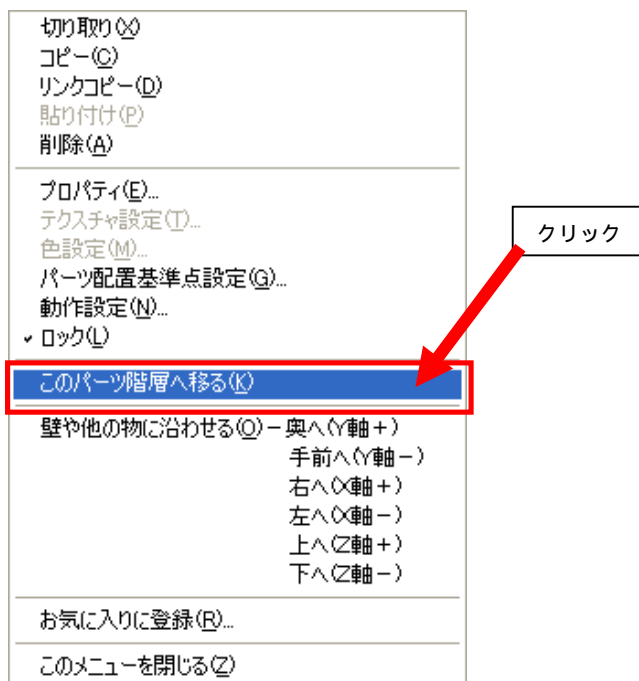 切り取り(X)
コピー(C)
リンクコピー(D)
貼り付け(P)
削除(A)
プロパティ(E)...
テクスチャ設定(T)...
色設定(M)...
パーツ配置基準点設定(G)...
動作設定(N)...
✓ ロック(L)
クリック
このパーツ階層へ移る(K)
壁や他の物に沿わせる(O)－奥へ(Y軸＋)
手前へ(Y軸－)
右へ(X軸＋)
左へ(X軸－)
上へ(Z軸＋)
下へ(Z軸－)
お気に入りに登録(R)...
このメニューを閉じる(Z)